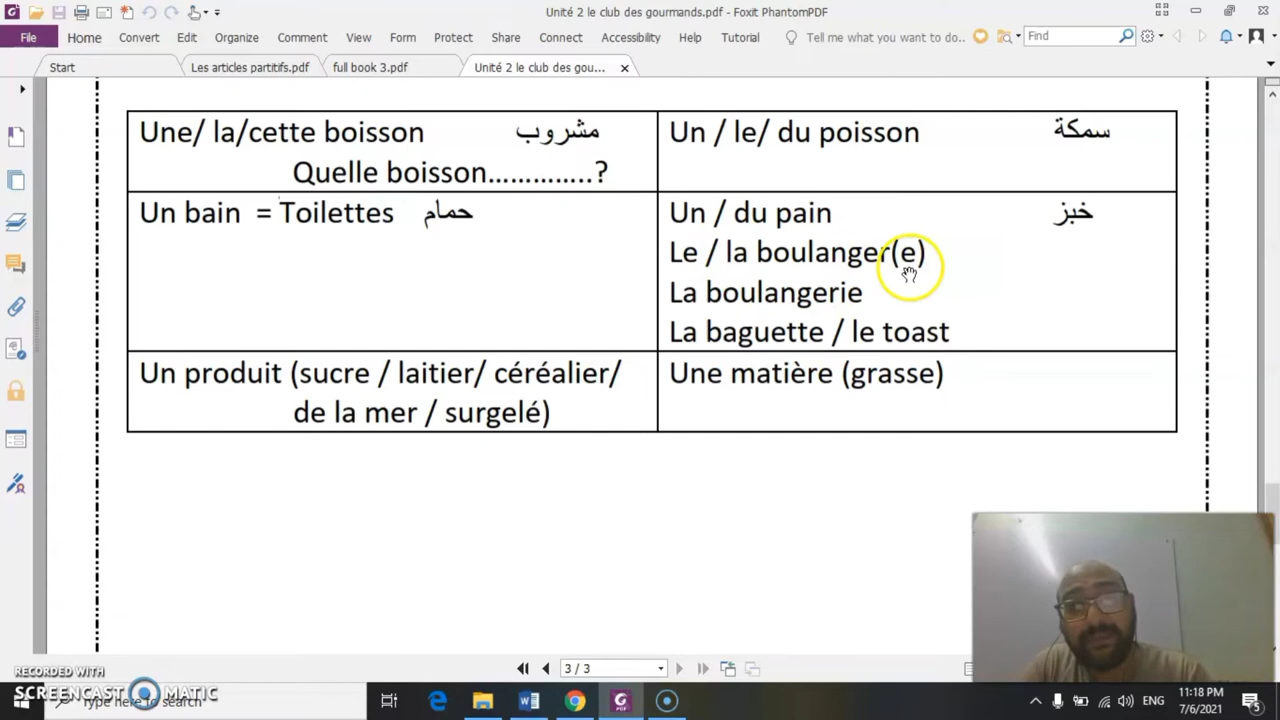 Unité 2 le club des gourmands.pdf - Foxit PhantomPDF
File Home Convert Edit Organize Comment View Form Protect Share Connect Accessibility Help Tutorial Tell me what you want to do.. Find
Start Les articles partitifs.pdf full book 3.pdf Unité 2 le club des gou...
Une/ la/cette boisson مشروب
Quelle boisson…………..?
Un / le/ du poisson سمكة
Un bain = Toilettes حمام
Un / du pain خبز
Le / la boulanger(e)
La boulangerie
La baguette / le toast
Un produit (sucre / laitier/ céréalier/
de la mer / surgelé)
Une matière (grasse)
3 / 3
RECORDED WITH
SCREENCAST MATIC
Type here to search
ENG
11:18 PM
7/6/2021
5